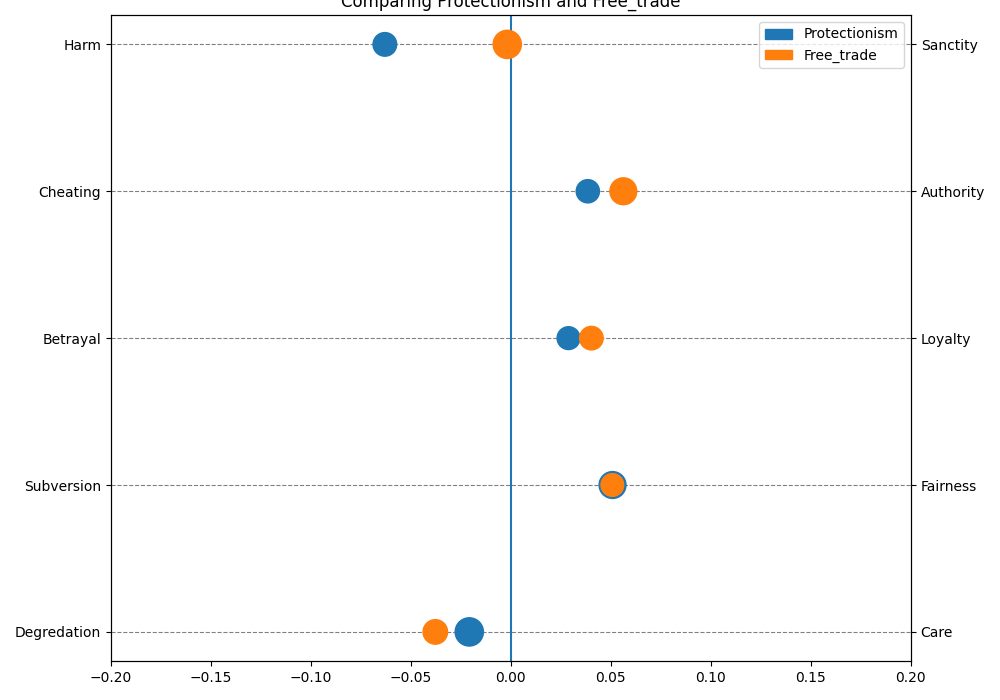 Comparing Protectionism and Free_trade
Protectionism
Free_trade
Harm
Sanctity
Cheating
Authority
Betrayal
Loyalty
Subversion
Fairness
Degredation
Care
−0.20 −0.15 −0.10 −0.05 0.00 0.05 0.10 0.15 0.20